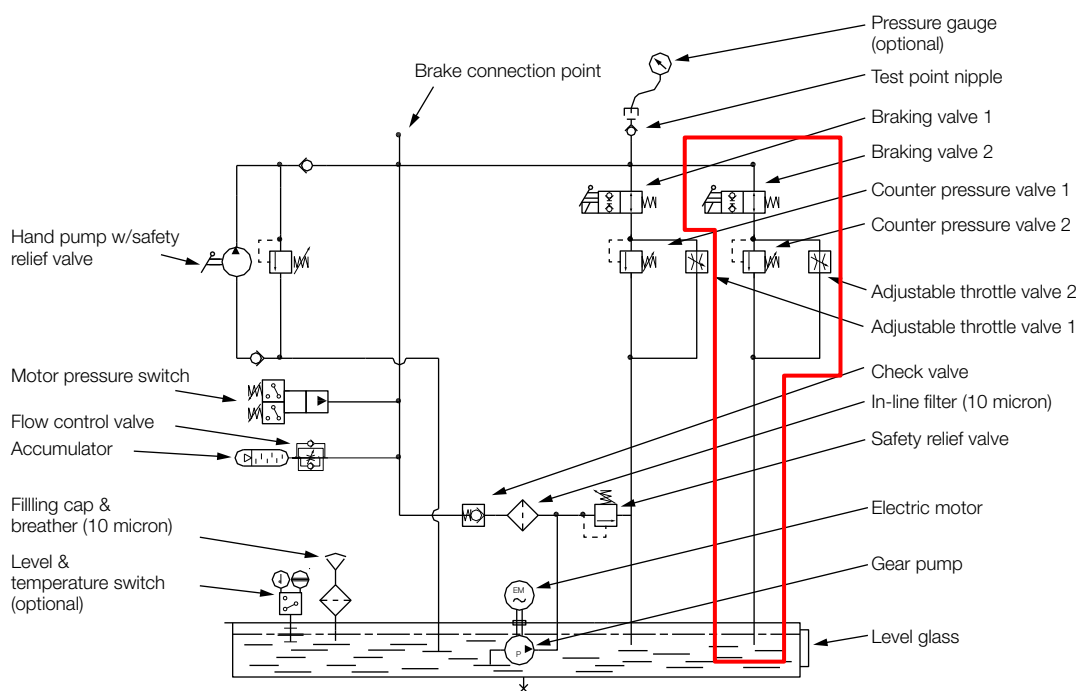 Pressure gauge
(optional)
Brake connection point
Test point nipple
Braking valve 1
Braking valve 2
Counter pressure valve 1
Counter pressure valve 2
Hand pump w/safety
relief valve
Adjustable throttle valve 2
Adjustable throttle valve 1
Motor pressure switch
Check valve
In-line filter (10 micron)
Flow control valve
Accumulator
Safety relief valve
Fillling cap &
breather (10 micron)
Electric motor
Level &
temperature switch
(optional)
Gear pump
EM
P
Level glass